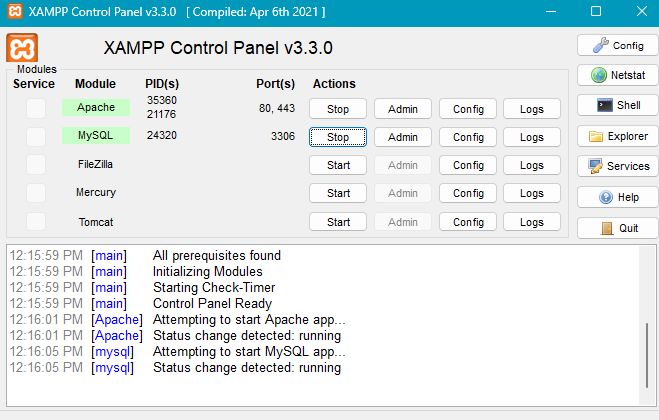 XAMPP Control Panel v3.3.0 [ Compiled: Apr 6th 2021 ]
XAMPP Control Panel v3.3.0
Config
Modules
Service Module PID(s) Port(s) Actions
Netstat
Apache 35360 21176 80, 443 Stop Admin Config Logs
Shell
MySQL 24320 3306 Stop Admin Config Logs
Explorer
FileZilla Start Admin Config Logs
Services
Mercury Start Admin Config Logs
Help
Tomcat Start Admin Config Logs
Quit
12:15:59 PM [main] All prerequisites found
12:15:59 PM [main] Initializing Modules
12:15:59 PM [main] Starting Check-Timer
12:15:59 PM [main] Control Panel Ready
12:16:01 PM [Apache] Attempting to start Apache app...
12:16:01 PM [Apache] Status change detected: running
12:16:05 PM [mysql] Attempting to start MySQL app...
12:16:05 PM [mysql] Status change detected: running